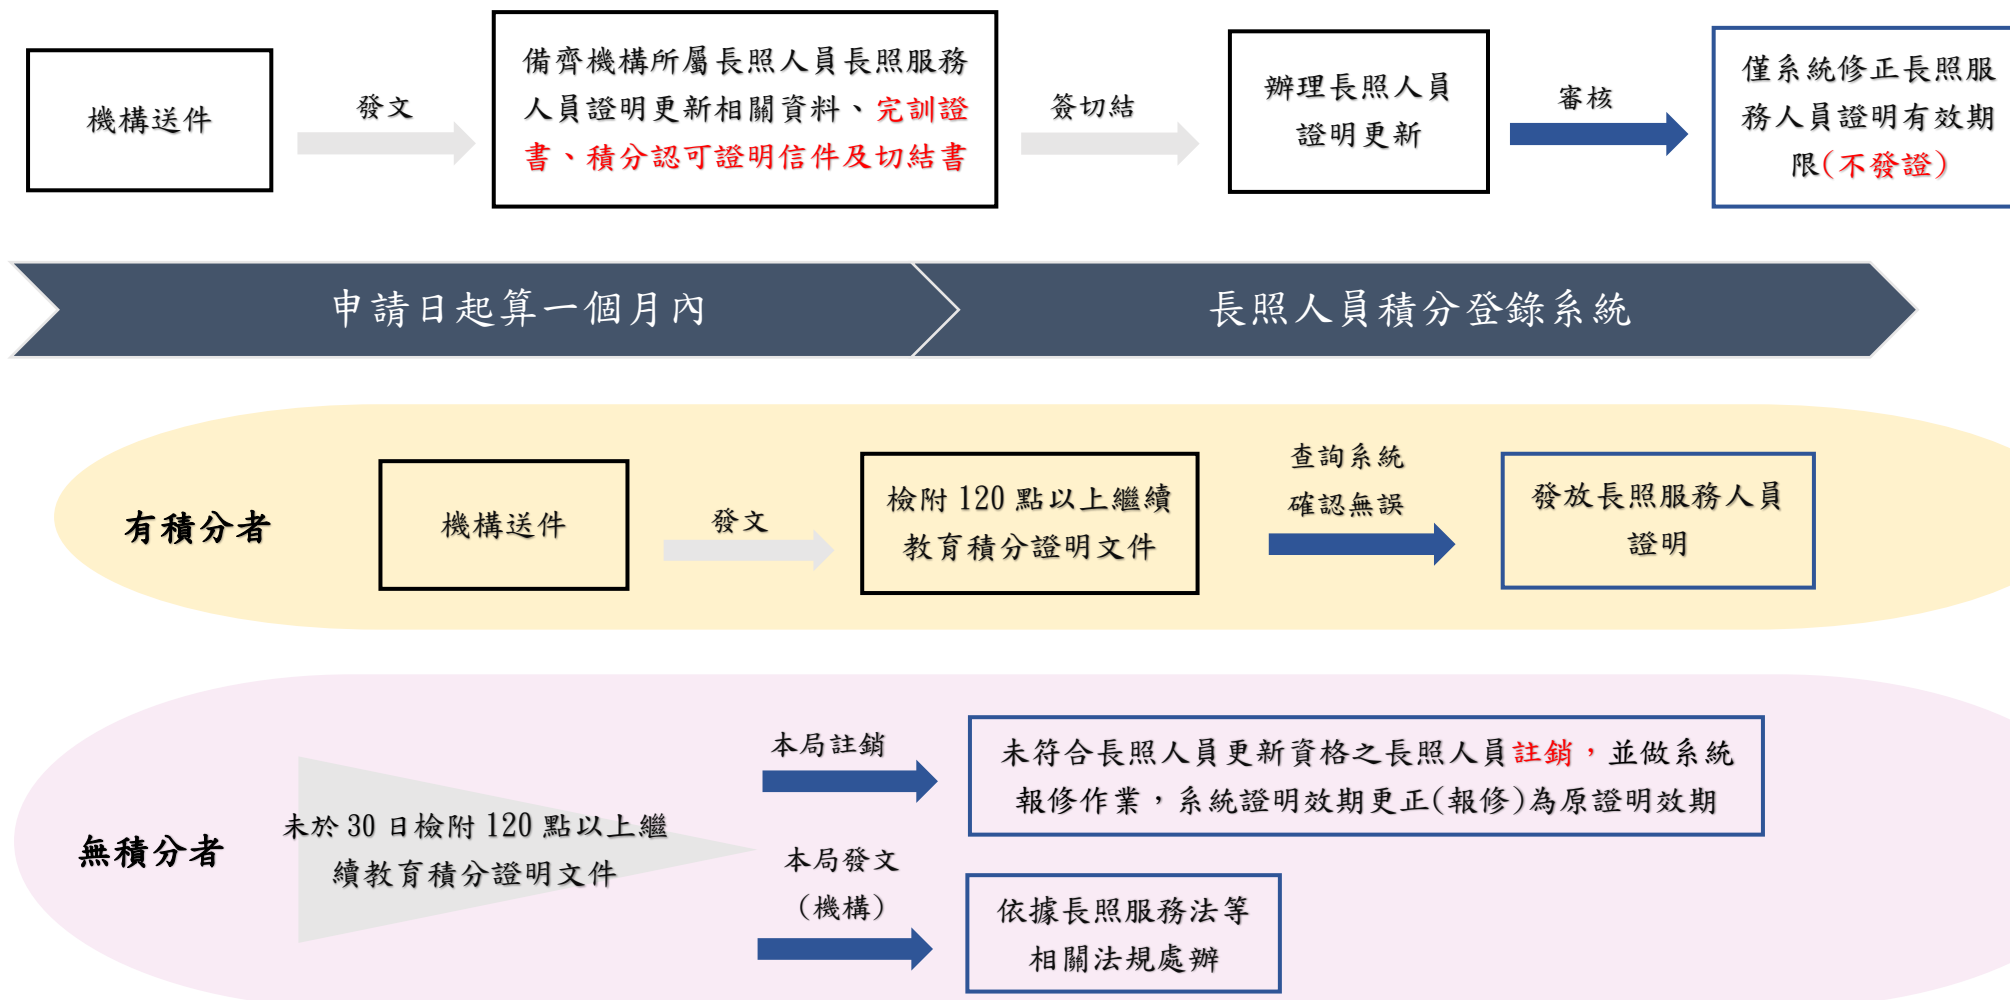 機構送件
發文
備齊機構所屬長照人員長照服務
人員證明更新相關資料、完訓證
書、積分認可證明信件及切結書
簽切結
辦理長照人員
證明更新
審核
僅系統修正長照服
務人員證明有效期
限(不發證)
申請日起算一個月內
長照人員積分登錄系統
有積分者
機構送件
發文
檢附 120 點以上繼續
教育積分證明文件
查詢系統
確認無誤
發放長照服務人員
證明
無積分者
未於 30 日檢附 120 點以上繼
續教育積分證明文件
本局註銷
未符合長照人員更新資格之長照人員註銷，並做系統
報修作業，系統證明效期更正(報修)為原證明效期
本局發文
(機構)
依據長照服務法等
相關法規處辦